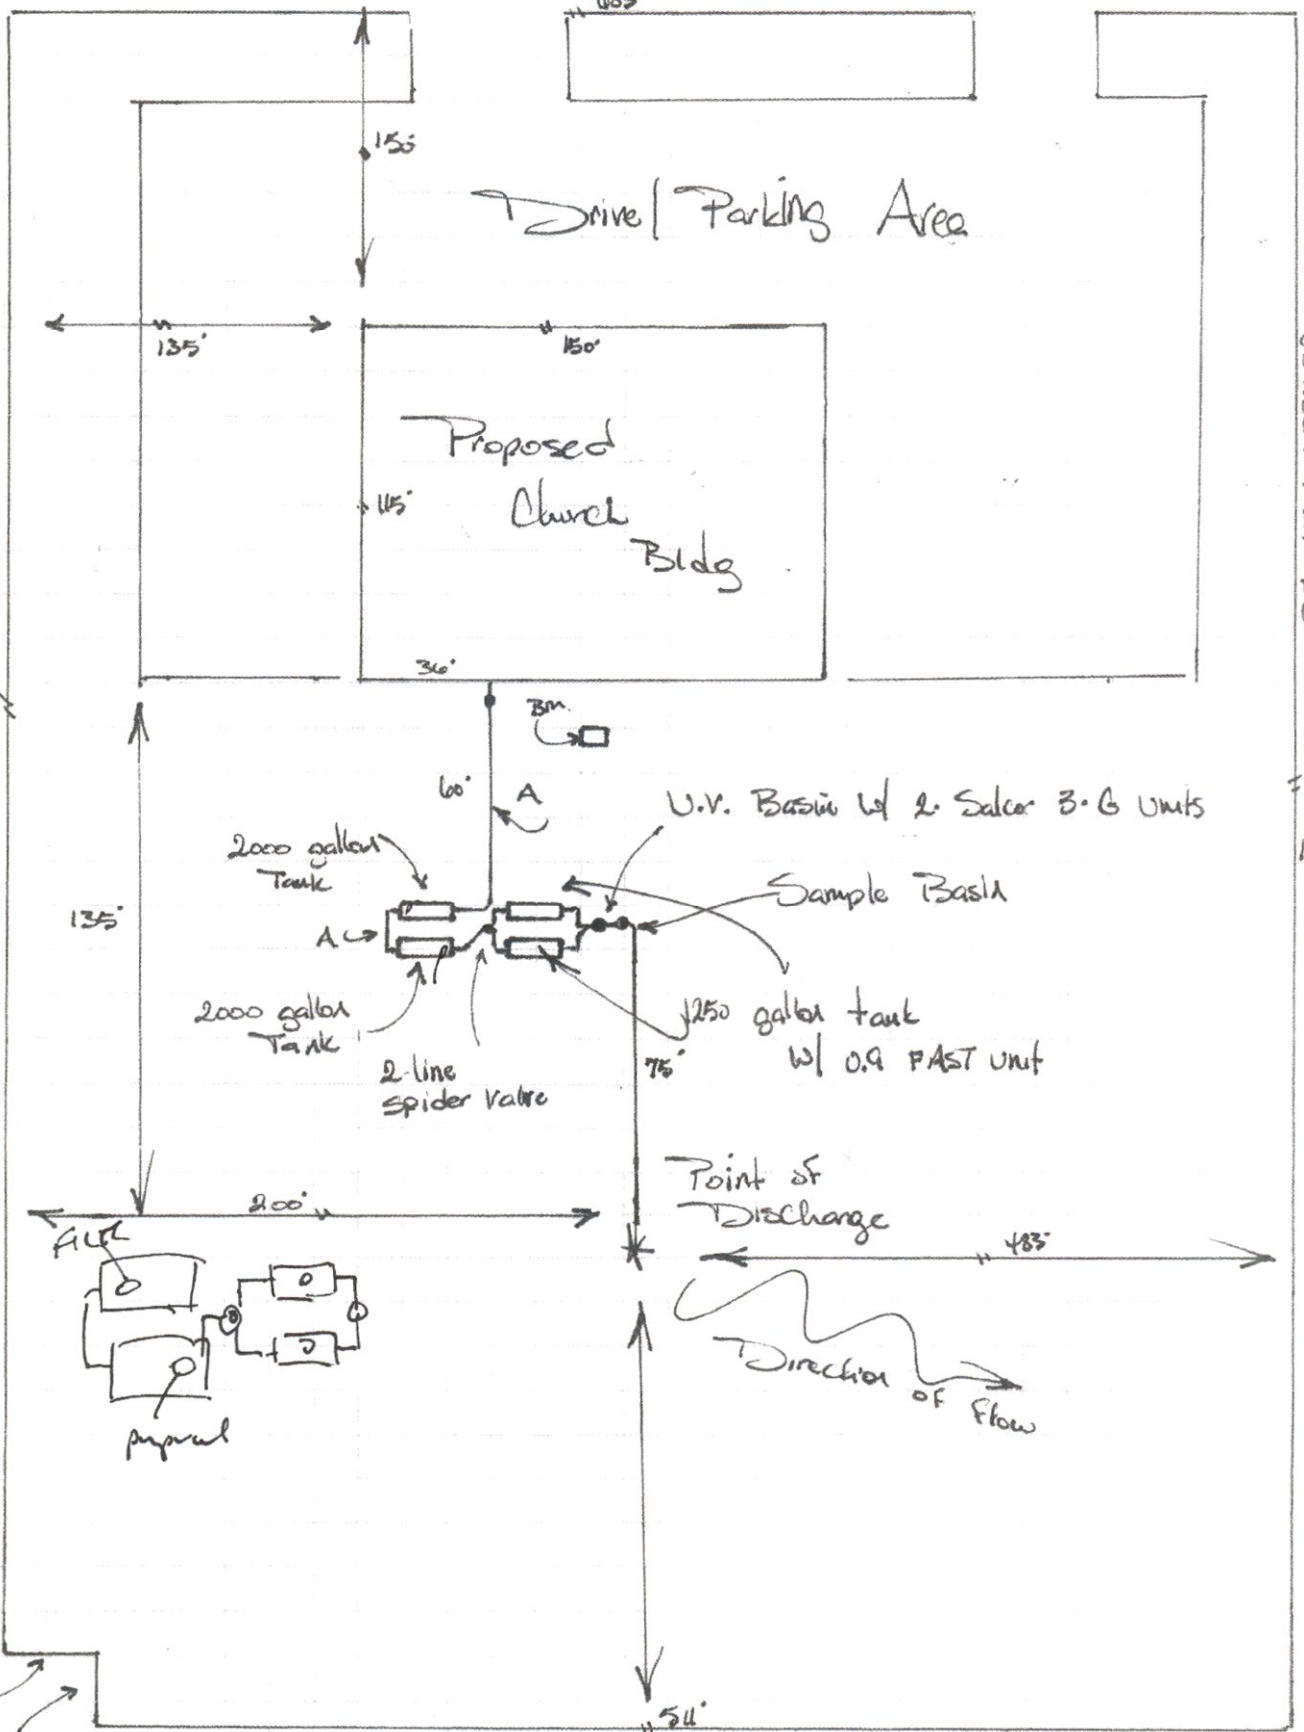 150'
Drive/ Parking Area
135'
150'
Proposed
Church
Bldg
115'
36'
Bm.
60'
A
U.V. Basin w/ 2. Salcor 3.G units
2000 gallon
Tank
Sample Basin
135'
A
2000 gallon
Tank
1250 gallon tank
w/ 0.9 FAST unit
75'
2-line
spider valve
Point of
Discharge
200'
483'
Direction
of Flow
511'